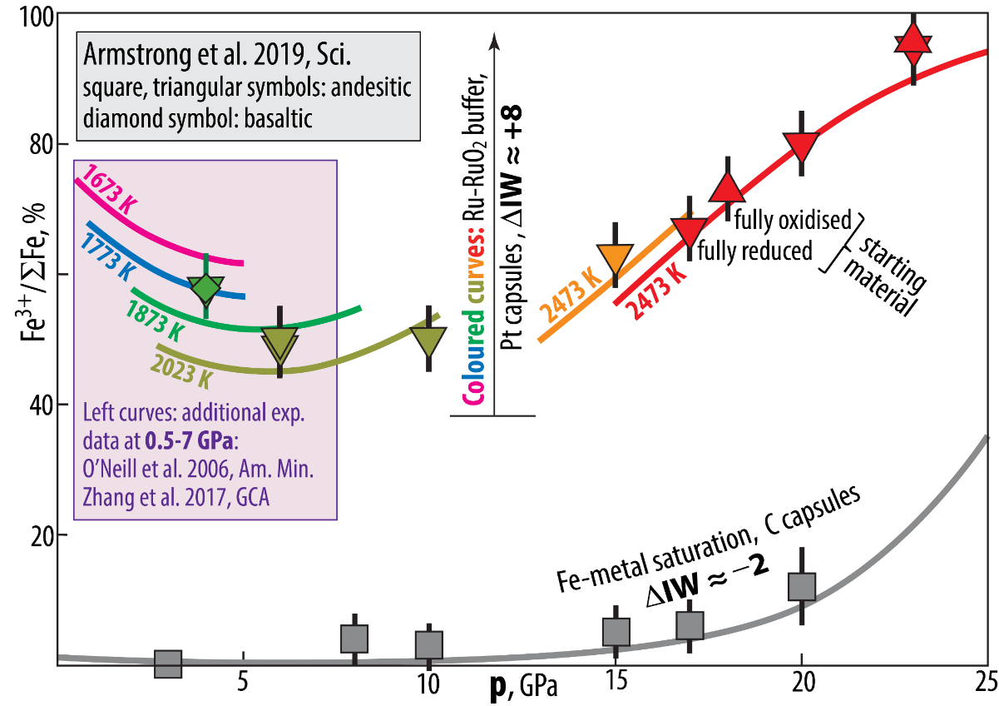 100
80
40
20
Fe³⁺/ΣFe, %
Armstrong et al. 2019, Sci.
square, triangular symbols: andesitic
diamond symbol: basaltic
1673 K
1773 K
1873 K
2023 K
Left curves: additional exp.
data at 0.5-7 GPa:
O'Neill et al. 2006, Am. Min.
Zhang et al. 2017, GCA
Coloured curves: Ru-RuO₂ buffer,
Pt capsules , ΔIW ≈ +8
2473 K
2473 K
fully oxidised
fully reduced
starting
material
Fe-metal saturation, C capsules
ΔIW ≈ −2
5
10
p, GPa
15
20
25